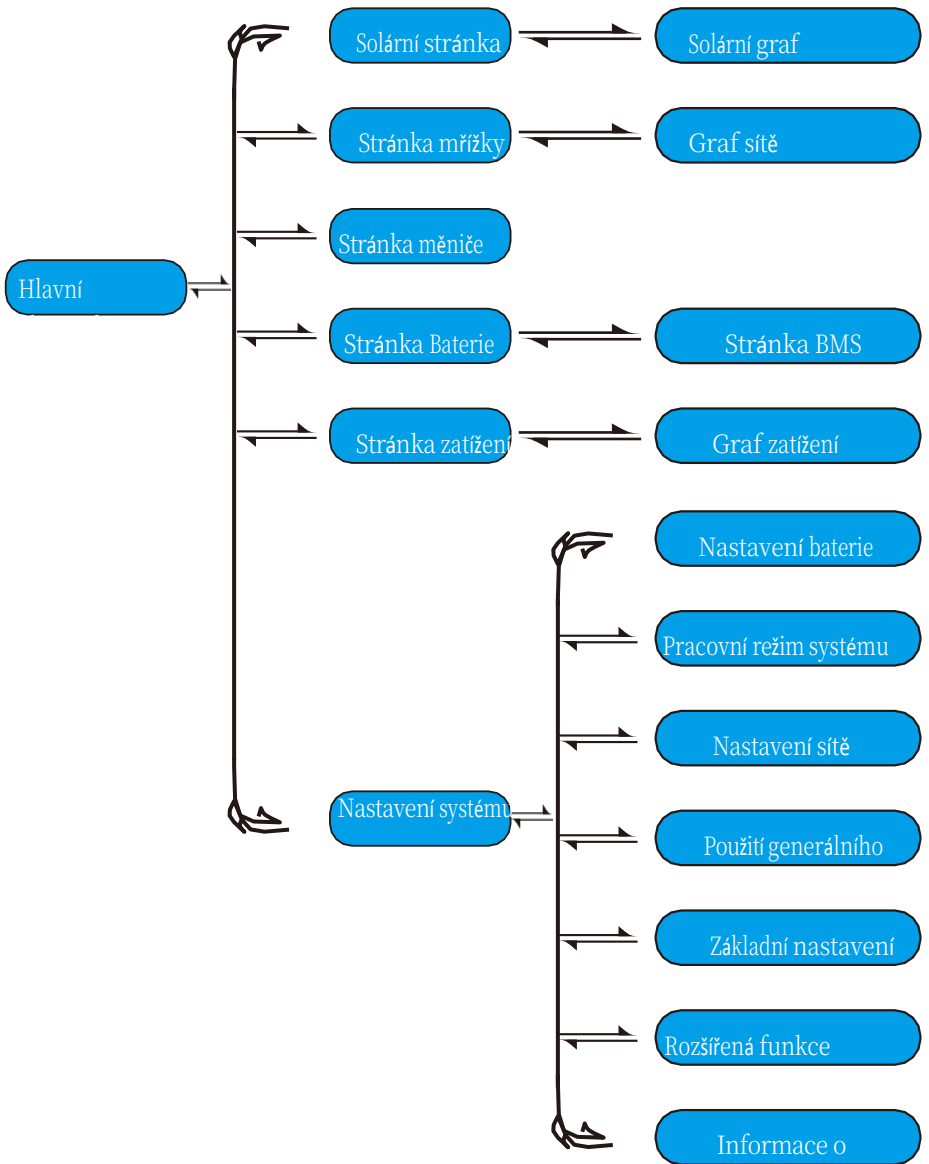 Solární stránka
Solární graf
Stránka mřížky
Graf sítě
Stránka měniče
Hlavní
Stránka Baterie
Stránka BMS
Stránka zatížení
Graf zatížení
Nastavení baterie
Pracovní režim systému
Nastavení sítě
Nastavení systému
Použití generálního
Základní nastavení
Rozšířená funkce
Informace o